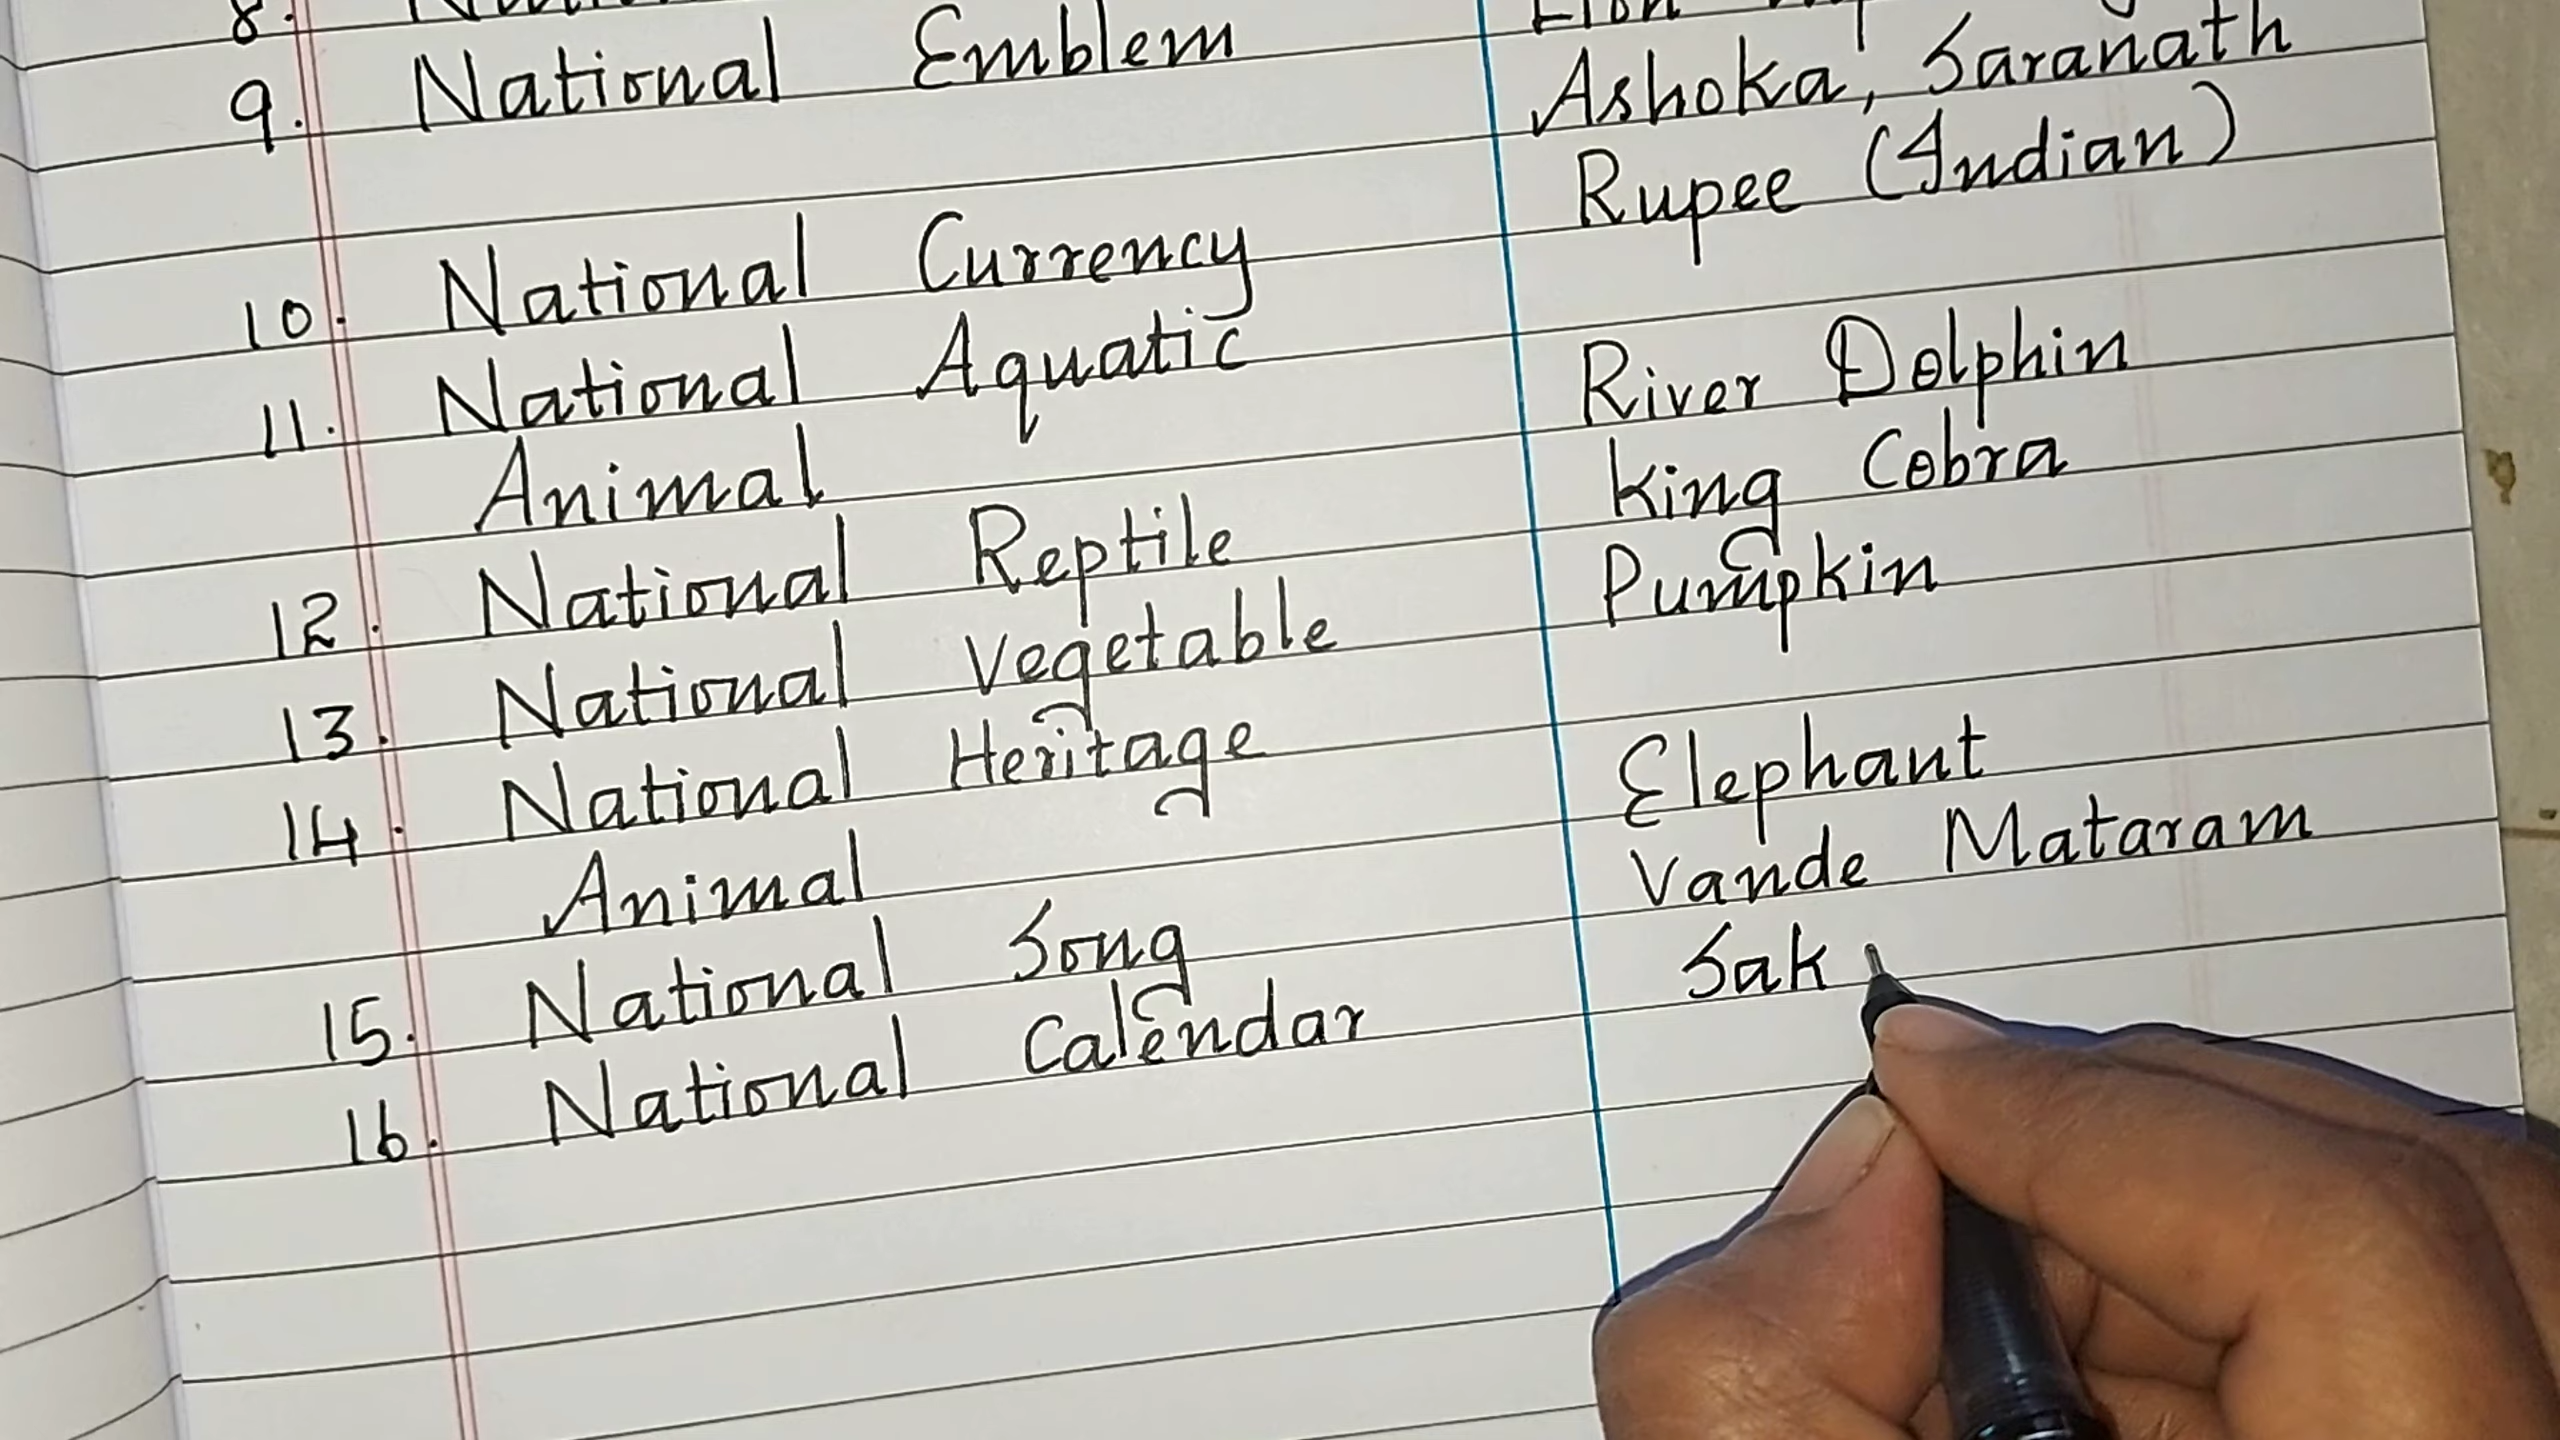 8.
9. National Emblem
Ashoka, Saranath
Rupee (Indian)
10. National Currency
11. National Aquatic
River Dolphin
Animal
King Cobra
12. National Reptile
Pumpkin
13. National Vegetable
14. National Heritage
Elephant
Animal
Vande Mataram
15. National Song
Sak
16. National Calendar